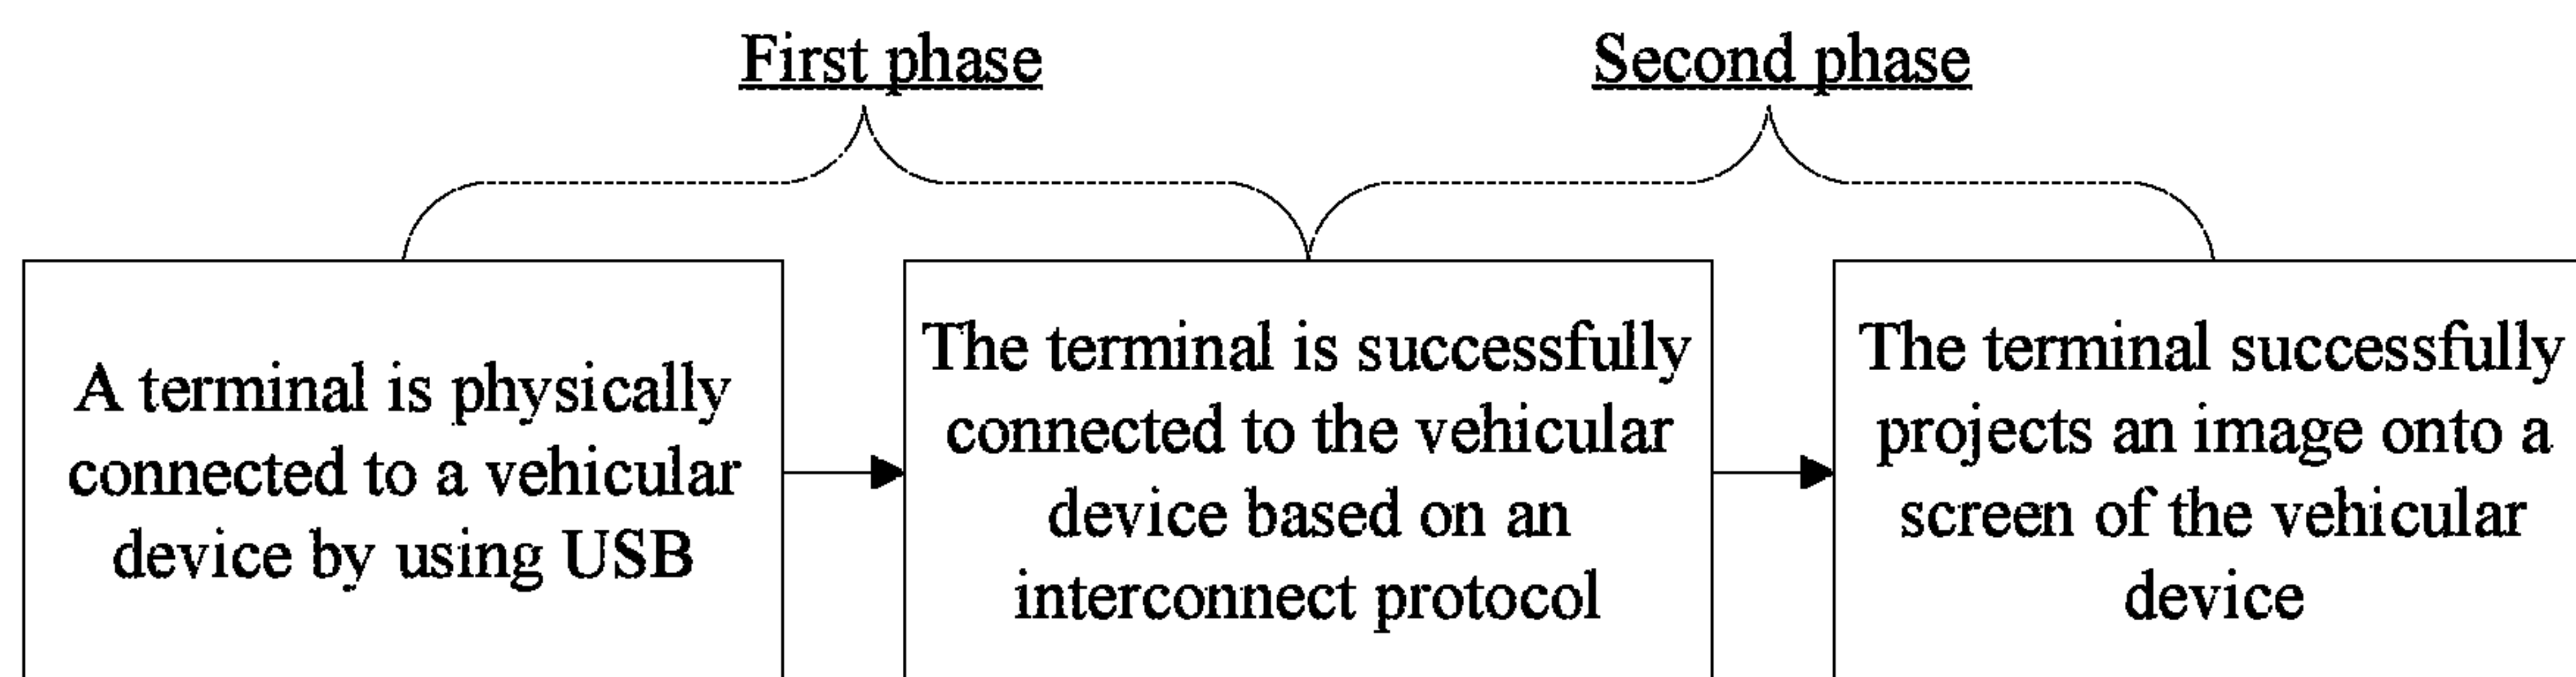 First phase
Second phase
A terminal is physically
connected to a vehicular
device by using USB
The terminal is successfully
connected to the vehicular
device based on an
interconnect protocol
The terminal successfully
projects an image onto a
screen of the vehicular
device